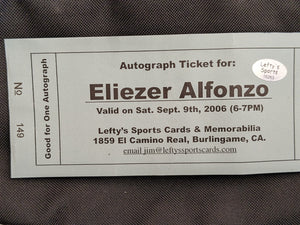 Autograph Ticket for:
Eliezer Alfonzo
Valid on Sat. Sept. 9th, 2006 (6-7PM)
Lefty's Sports Cards & Memorabilia
1859 El Camino Real, Burlingame, CA.
email jim@leftyssportscards.com
Good for One Autograph
No 149
Lefty's
Sports